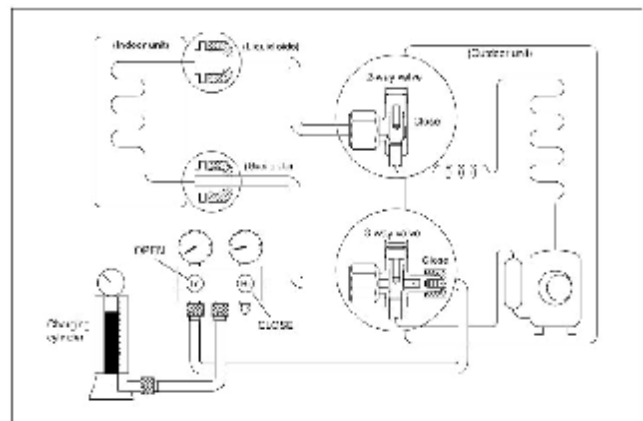 (Indoor unit)
(Liquid side)
(Outdoor unit)
2-way valve
Close
(Gas side)
3-way valve
Close
OPEN
CLOSE
Charging
cylinder